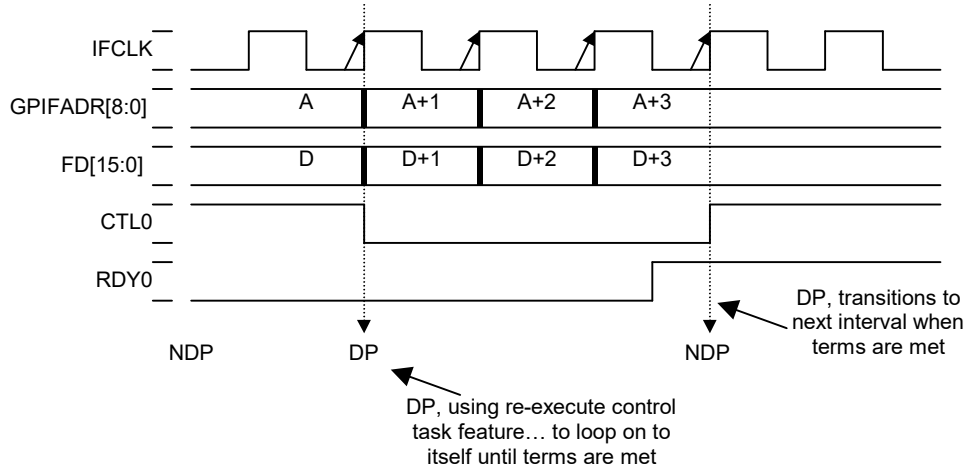 IFCLK
GPIFADR[8:0]
A A+1 A+2 A+3
FD[15:0]
D D+1 D+2 D+3
CTL0
RDY0
NDP DP NDP
DP, transitions to
next interval when
terms are met
DP, using re-execute control
task feature… to loop on to
itself until terms are met